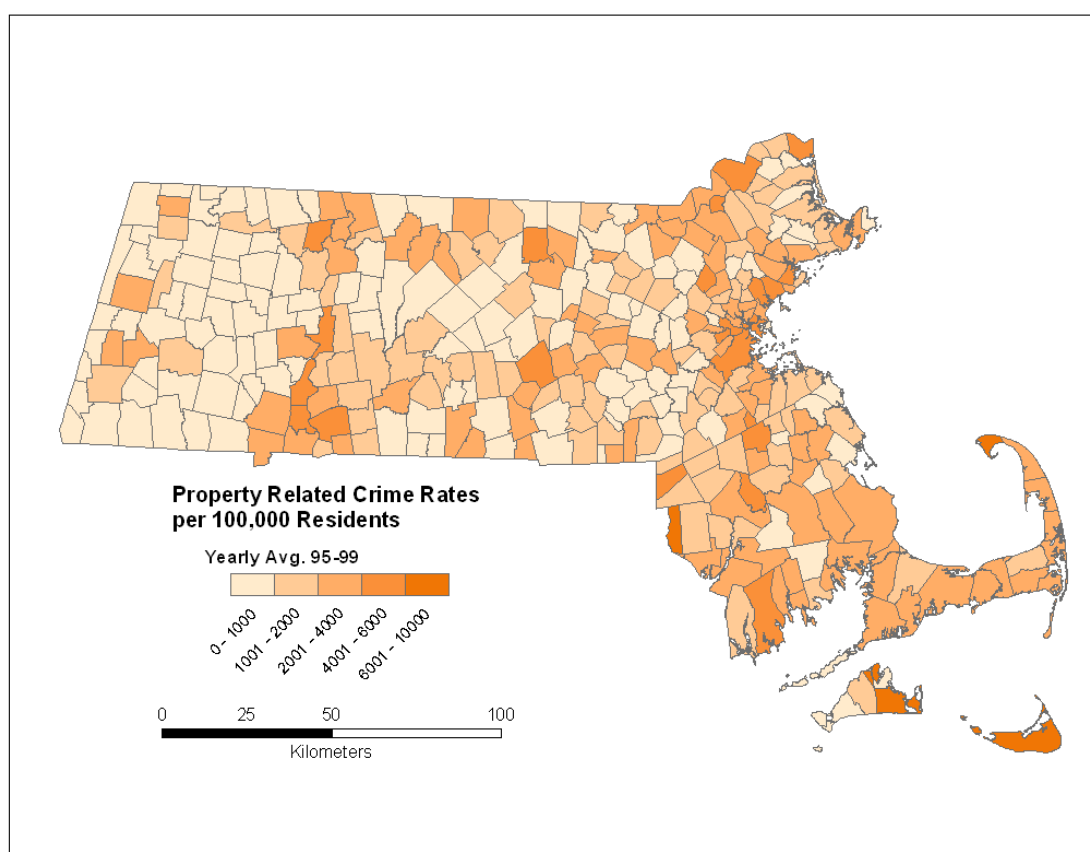 Property Related Crime Rates
per 100,000 Residents
Yearly Avg. 95-99
0 - 1000
1001 - 2000
2001 - 4000
4001 - 6000
6001 - 10000
0 25 50 100
Kilometers